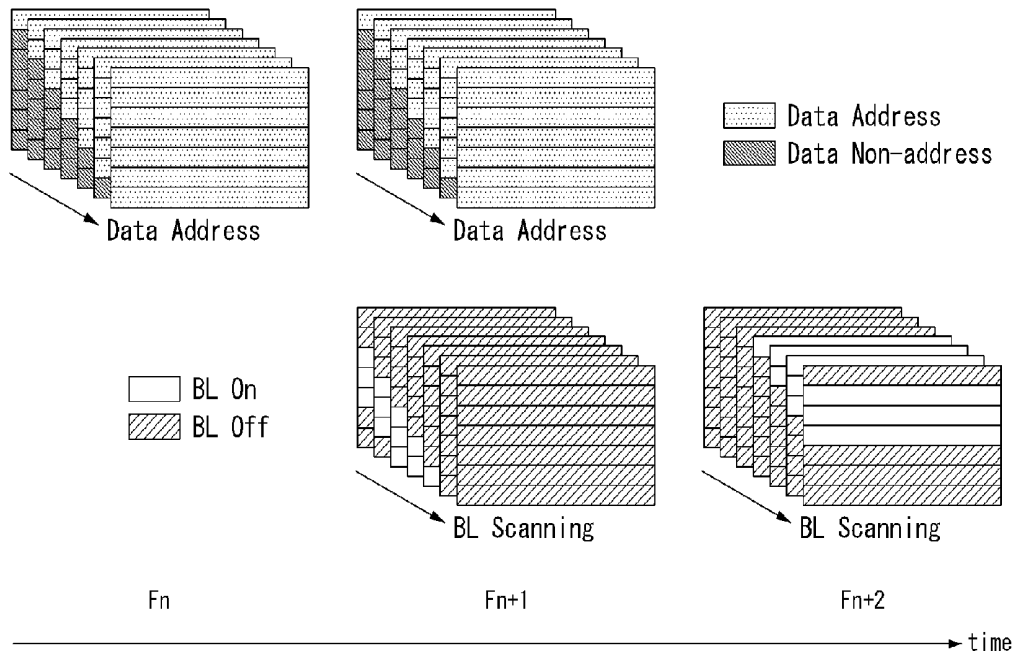 Data Address
Data Non-address
Data Address
Data Address
BL On
BL Off
BL Scanning
BL Scanning
Fn
Fn+1
Fn+2
time